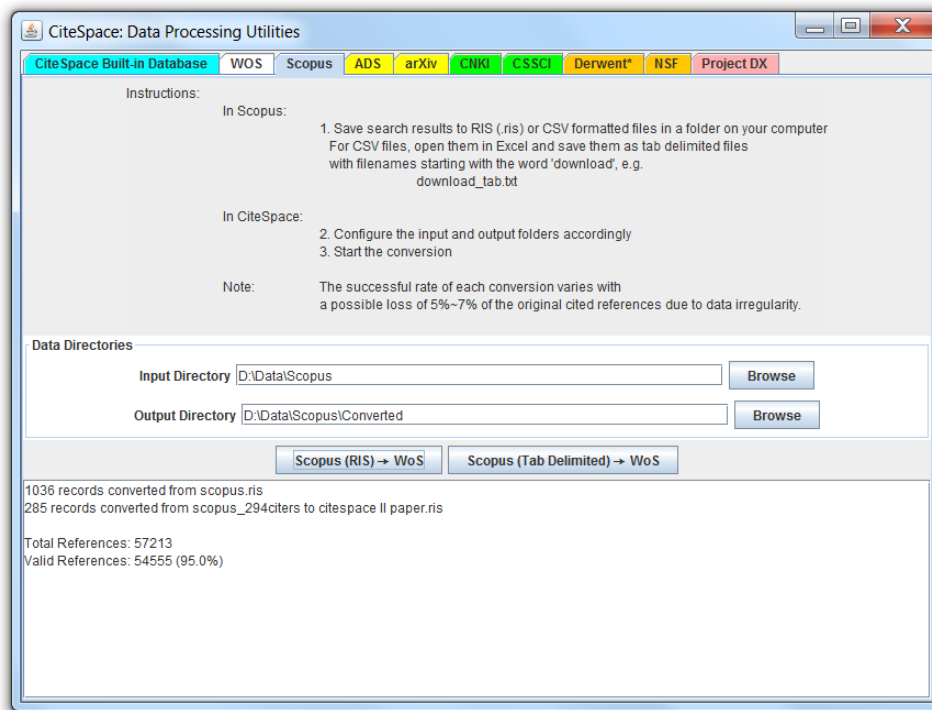 CiteSpace: Data Processing Utilities
CiteSpace Built-in Database WOS Scopus ADS arXiv CNKI CSSCI Derwent* NSF Project DX
Instructions:
In Scopus:
1. Save search results to RIS (.ris) or CSV formatted files in a folder on your computer
For CSV files, open them in Excel and save them as tab delimited files
with filenames starting with the word 'download', e.g.
download_tab.txt
In CiteSpace:
2. Configure the input and output folders accordingly
3. Start the conversion
Note: The successful rate of each conversion varies with
a possible loss of 5%~7% of the original cited references due to data irregularity.
Data Directories
Input Directory D:\Data\Scopus Browse
Output Directory D:\Data\Scopus\Converted Browse
Scopus (RIS) → WoS Scopus (Tab Delimited) → WoS
1036 records converted from scopus.ris
285 records converted from scopus_294citers to citespace II paper.ris
Total References: 57213
Valid References: 54555 (95.0%)